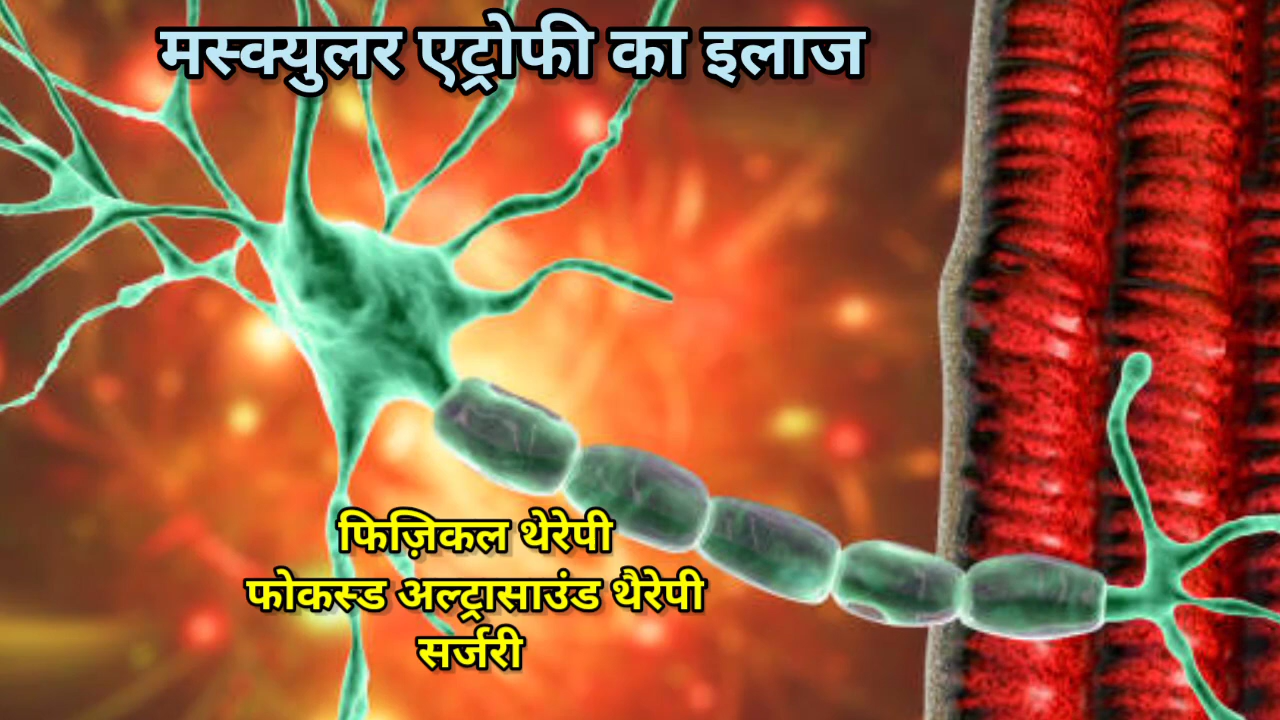 मस्क्युलर एट्रोफी का इलाज
फिज़िकल थेरेपी
फोकस्ड अल्ट्रासाउंड थैरेपी
सर्जरी